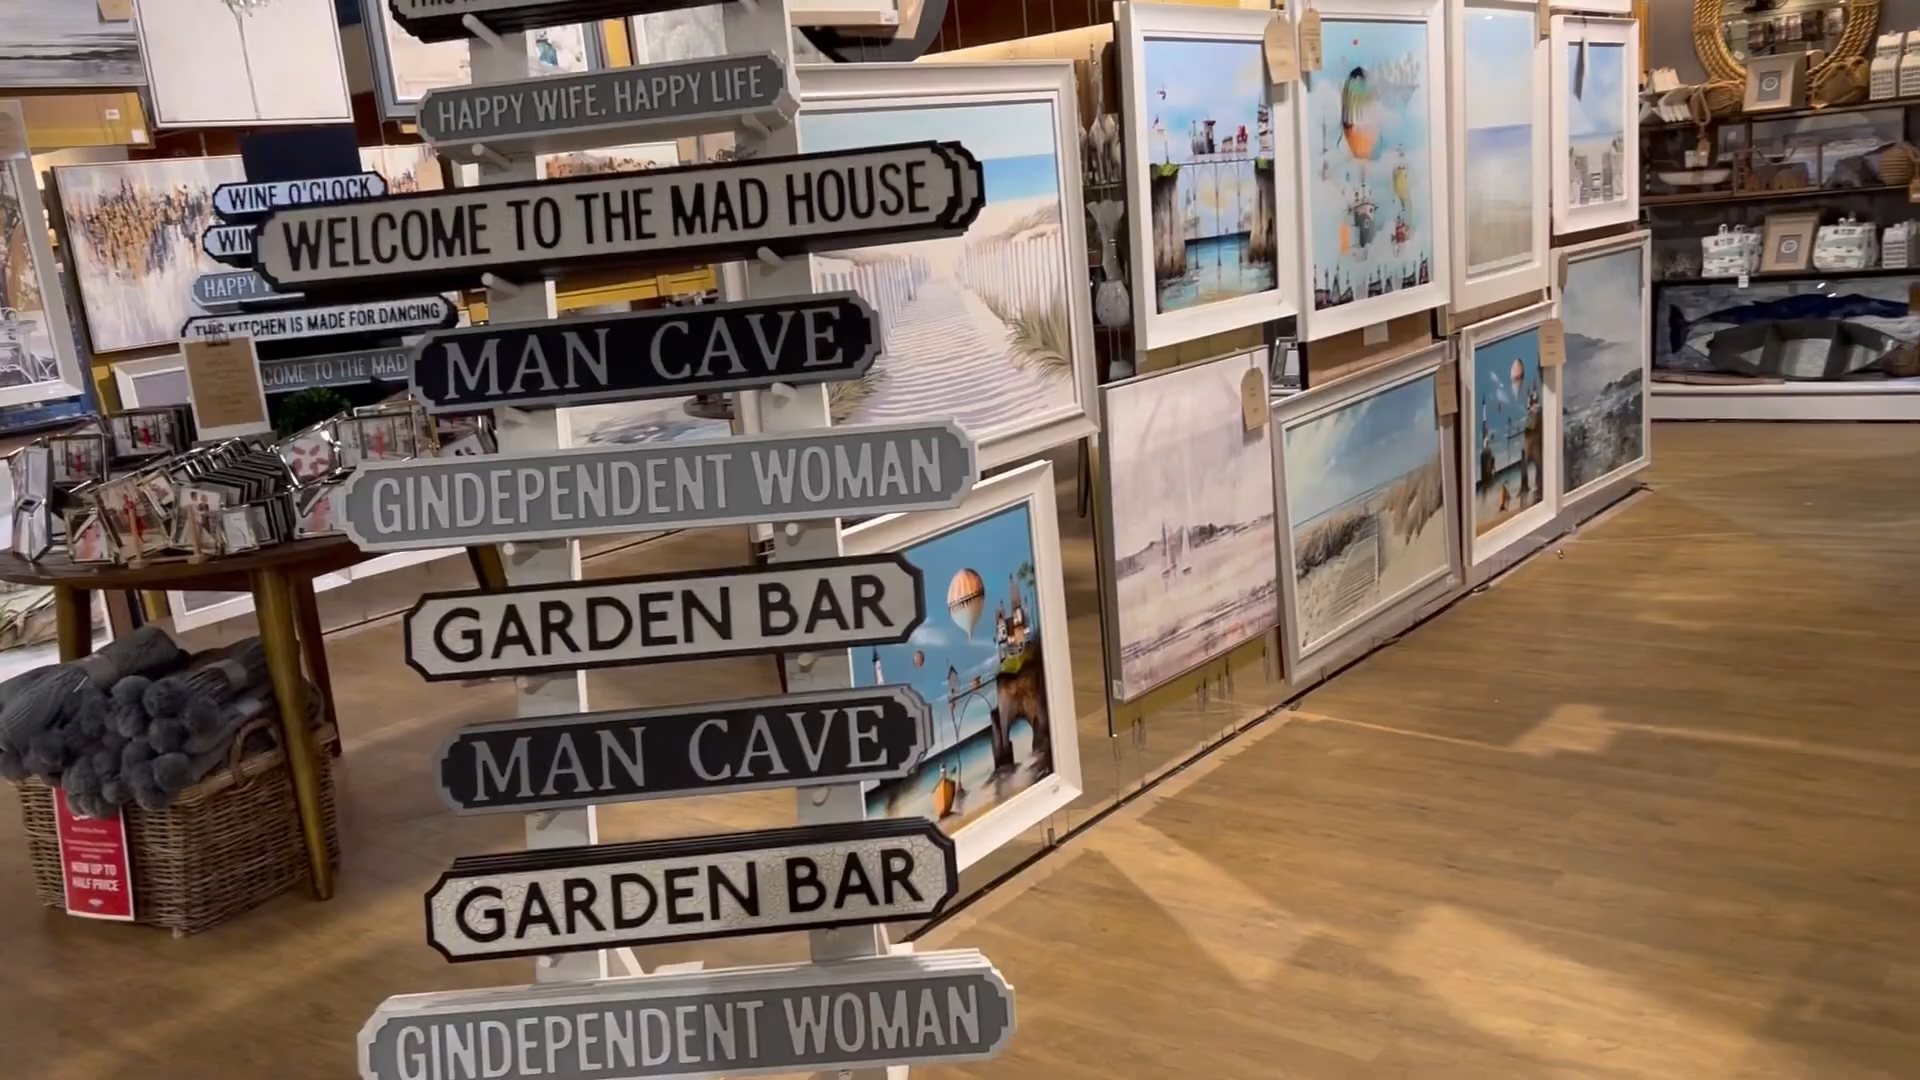 HAPPY WIFE, HAPPY LIFE
WINE O'CLOCK
WELCOME TO THE MAD HOUSE
HAPPY
THIS KITCHEN IS MADE FOR DANCING
COME TO THE MAD
MAN CAVE
GINDEPENDENT WOMAN
GARDEN BAR
MAN CAVE
GARDEN BAR
GINDEPENDENT WOMAN
NOW UP TO
HALF PRICE